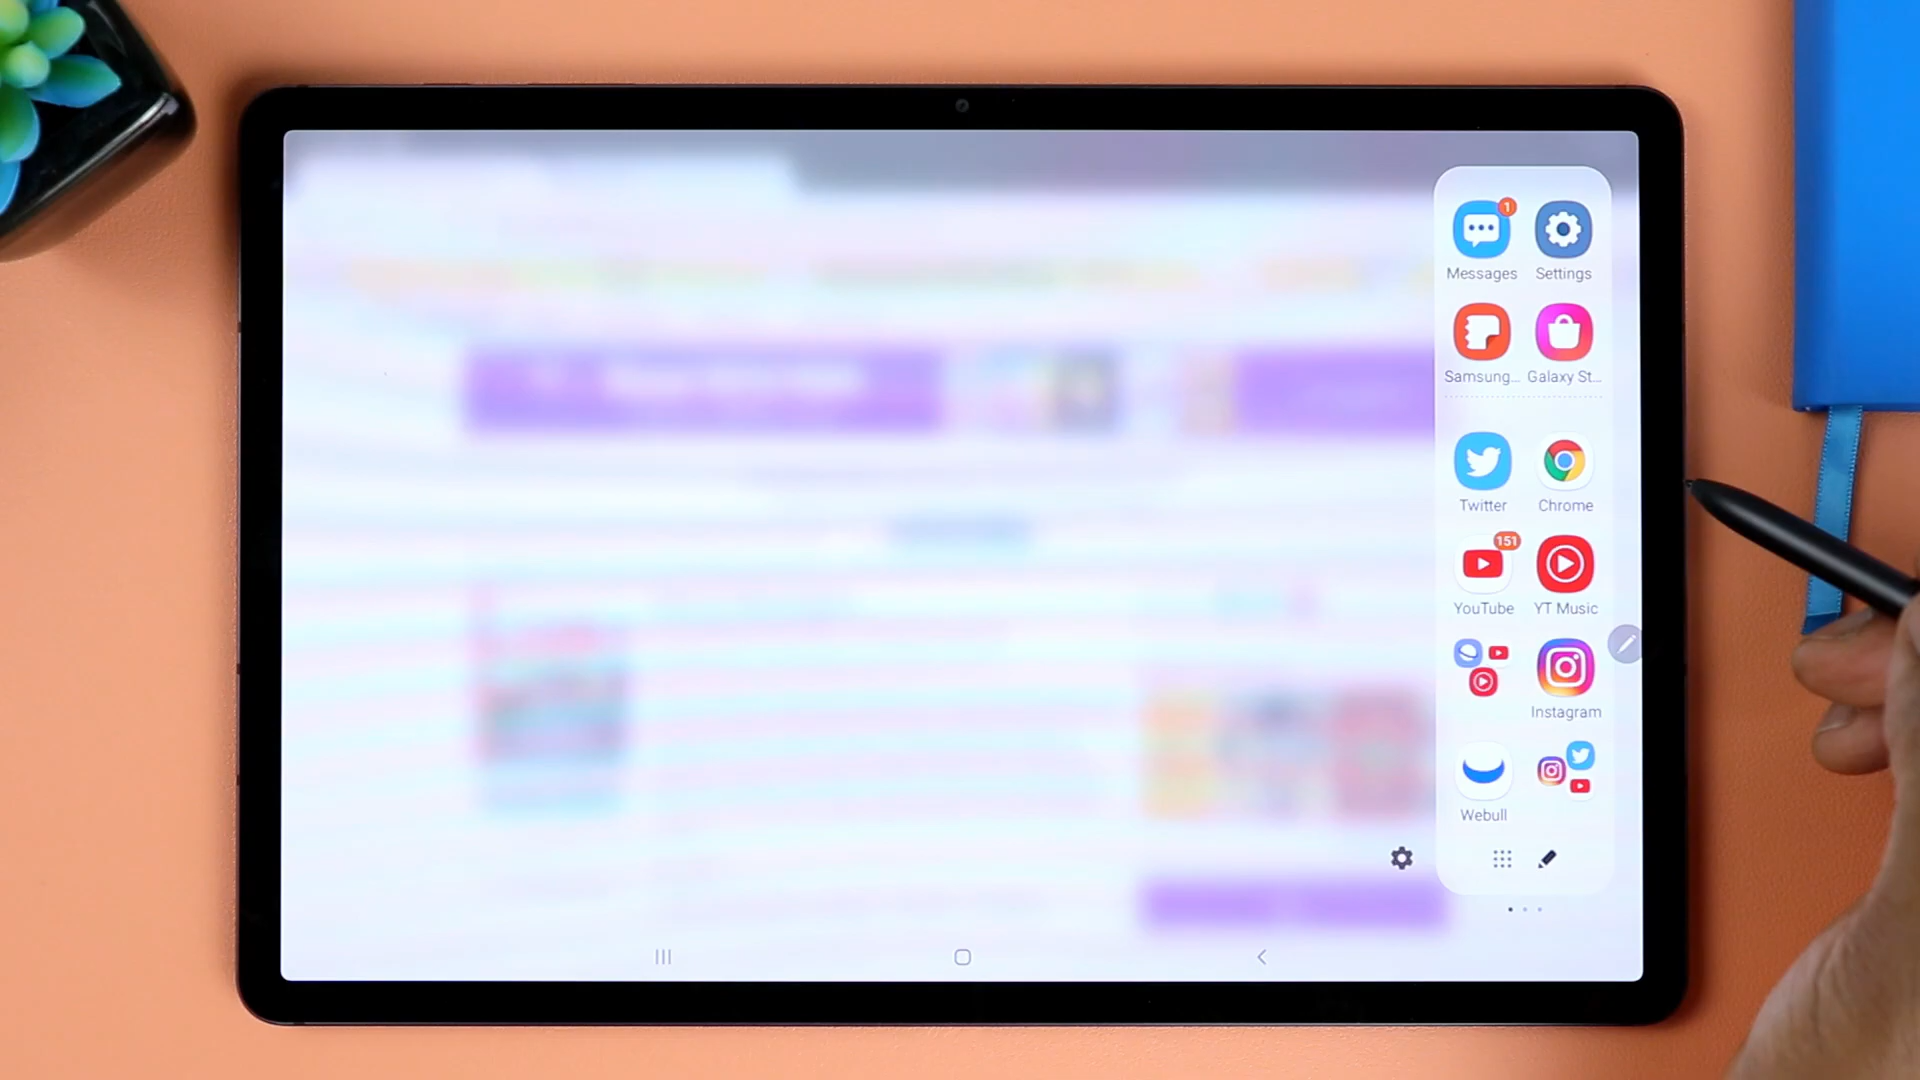 1
Messages Settings
Samsung... Galaxy St...
Twitter Chrome
151
YouTube YT Music
Instagram
Webull